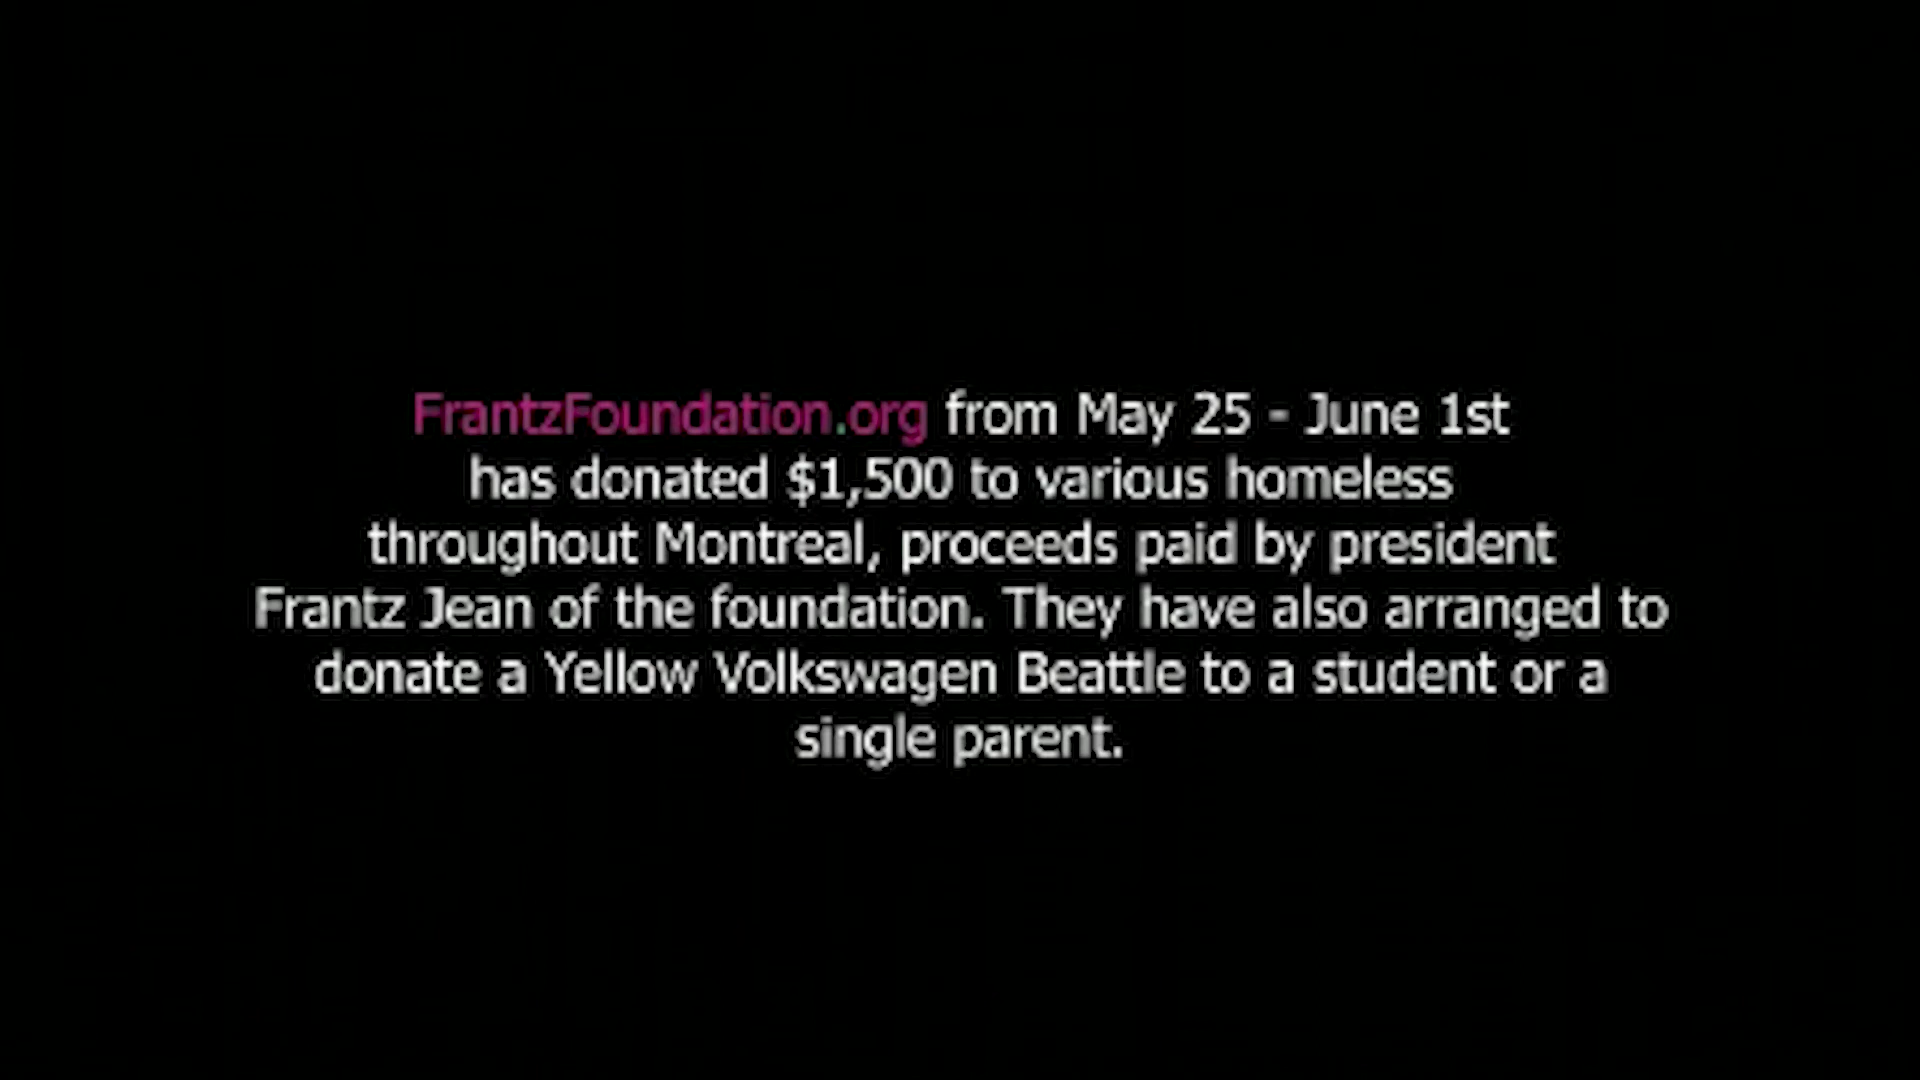 FrantzFoundation.org from May 25 - June 1st
has donated $1,500 to various homeless
throughout Montreal, proceeds paid by president
Frantz Jean of the foundation. They have also arranged to
donate a Yellow Volkswagen Beattle to a student or a
single parent.